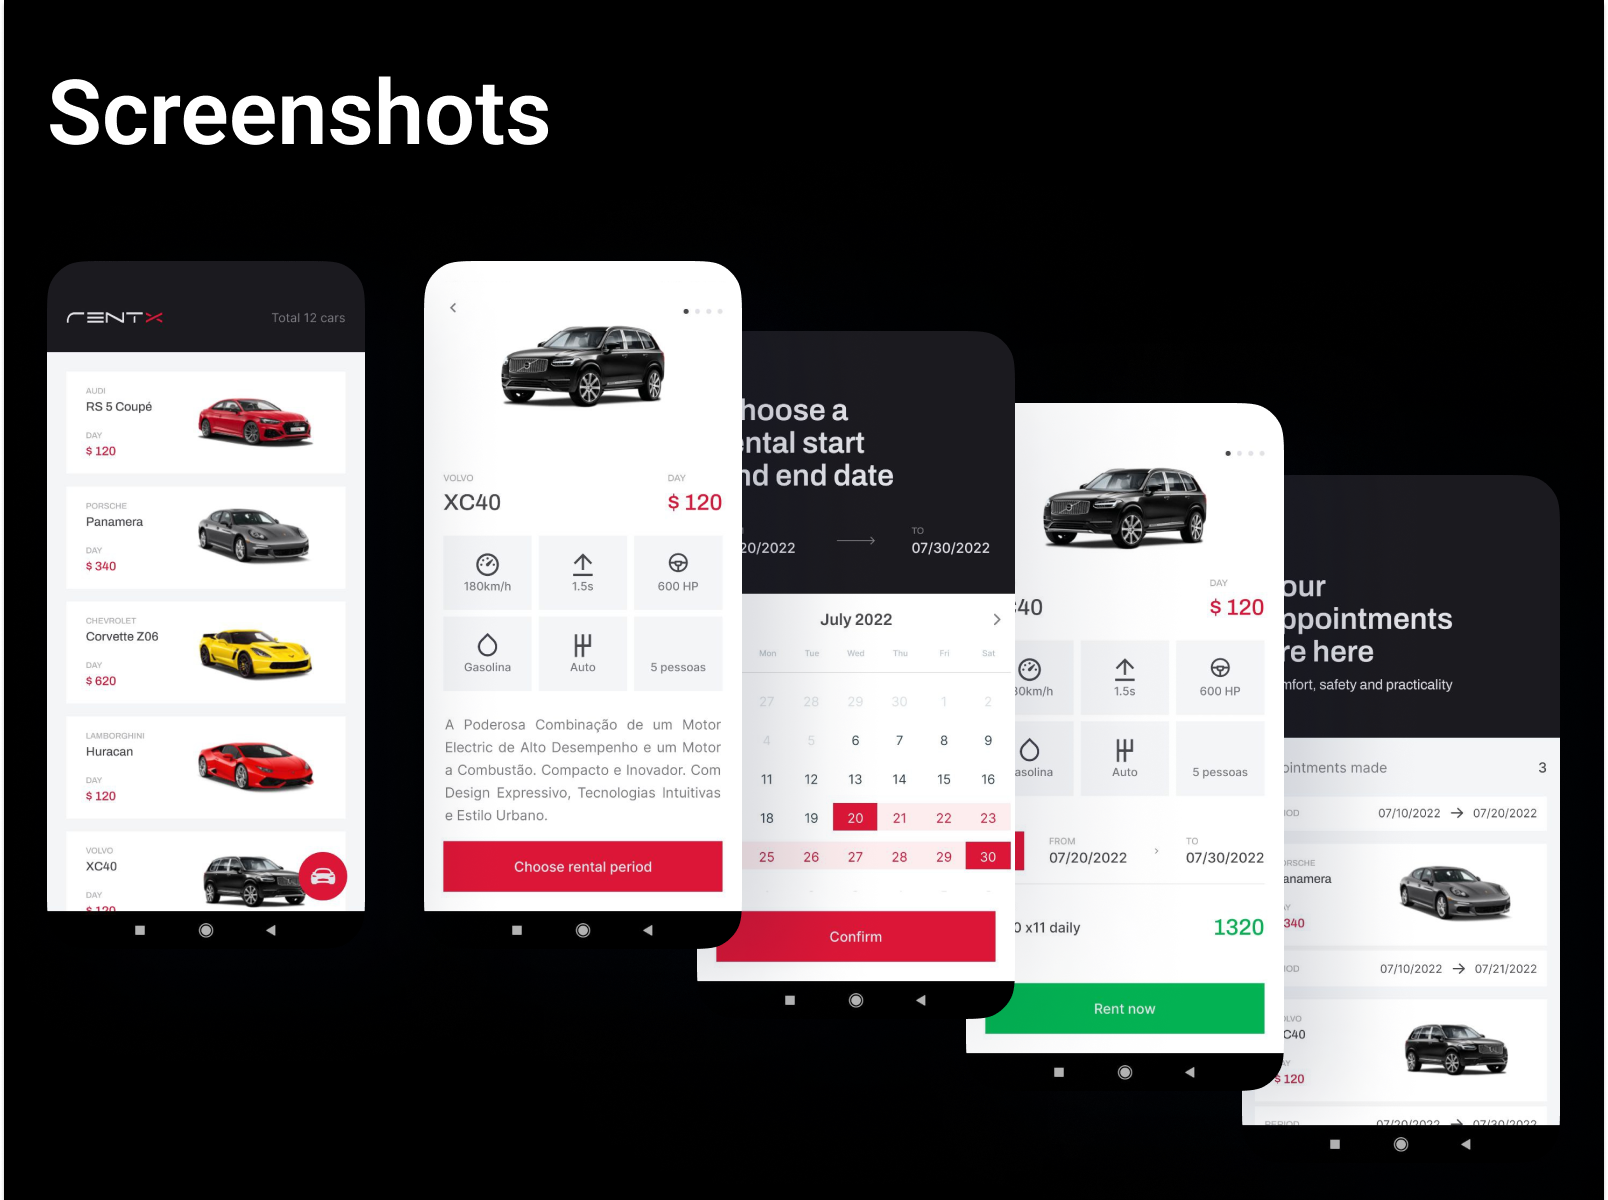 Screenshots
RENTX
Total 12 cars
AUDI
RS 5 Coupé
DAY
$ 120
PORSCHE
Panamera
DAY
$ 340
CHEVROLET
Corvette Z06
DAY
$ 620
LAMBORGHINI
Huracan
DAY
$ 120
VOLVO
XC40
DAY
$ 120
VOLVO
XC40
DAY
$ 120
180km/h
1.5s
600 HP
Gasolina
Auto
5 pessoas
A Poderosa Combinação de um Motor
Electric de Alto Desempenho e um Motor
a Combustão. Compacto e Inovador. Com
Design Expressivo, Tecnologias Intuitivas
e Estilo Urbano.
Choose rental period
hoose a
ental start
nd end date
20/2022
TO
07/30/2022
July 2022
Mon Tue Wed Thu Fri Sat
27 28 29 30 1 2
4 5 6 7 8 9
11 12 13 14 15 16
18 19 20 21 22 23
25 26 27 28 29 30
Confirm
C40
DAY
$ 120
80km/h
1.5s
600 HP
asolina
Auto
5 pessoas
FROM
07/20/2022
TO
07/30/2022
0 x11 daily
1320
Rent now
our
ppointments
re here
mfort, safety and practicality
ointments made
3
IOD
07/10/2022 → 07/20/2022
RSCHE
anamera
AY
340
IOD
07/10/2022 → 07/21/2022
LVO
C40
AY
$ 120
PERIOD
07/20/2022 → 07/30/2022